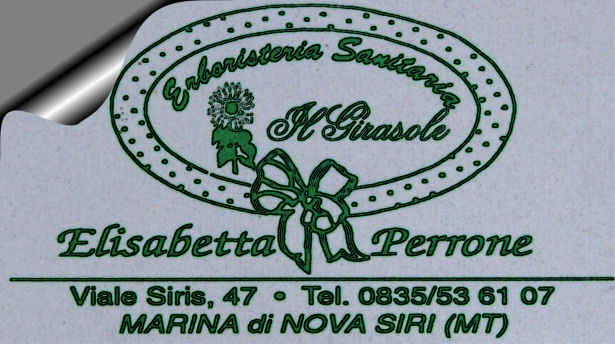 Erboristeria Sanitaria
Il Girasole
Elisabetta Perrone
Viale Siris, 47 • Tel. 0835/53 61 07
MARINA di NOVA SIRI (MT)